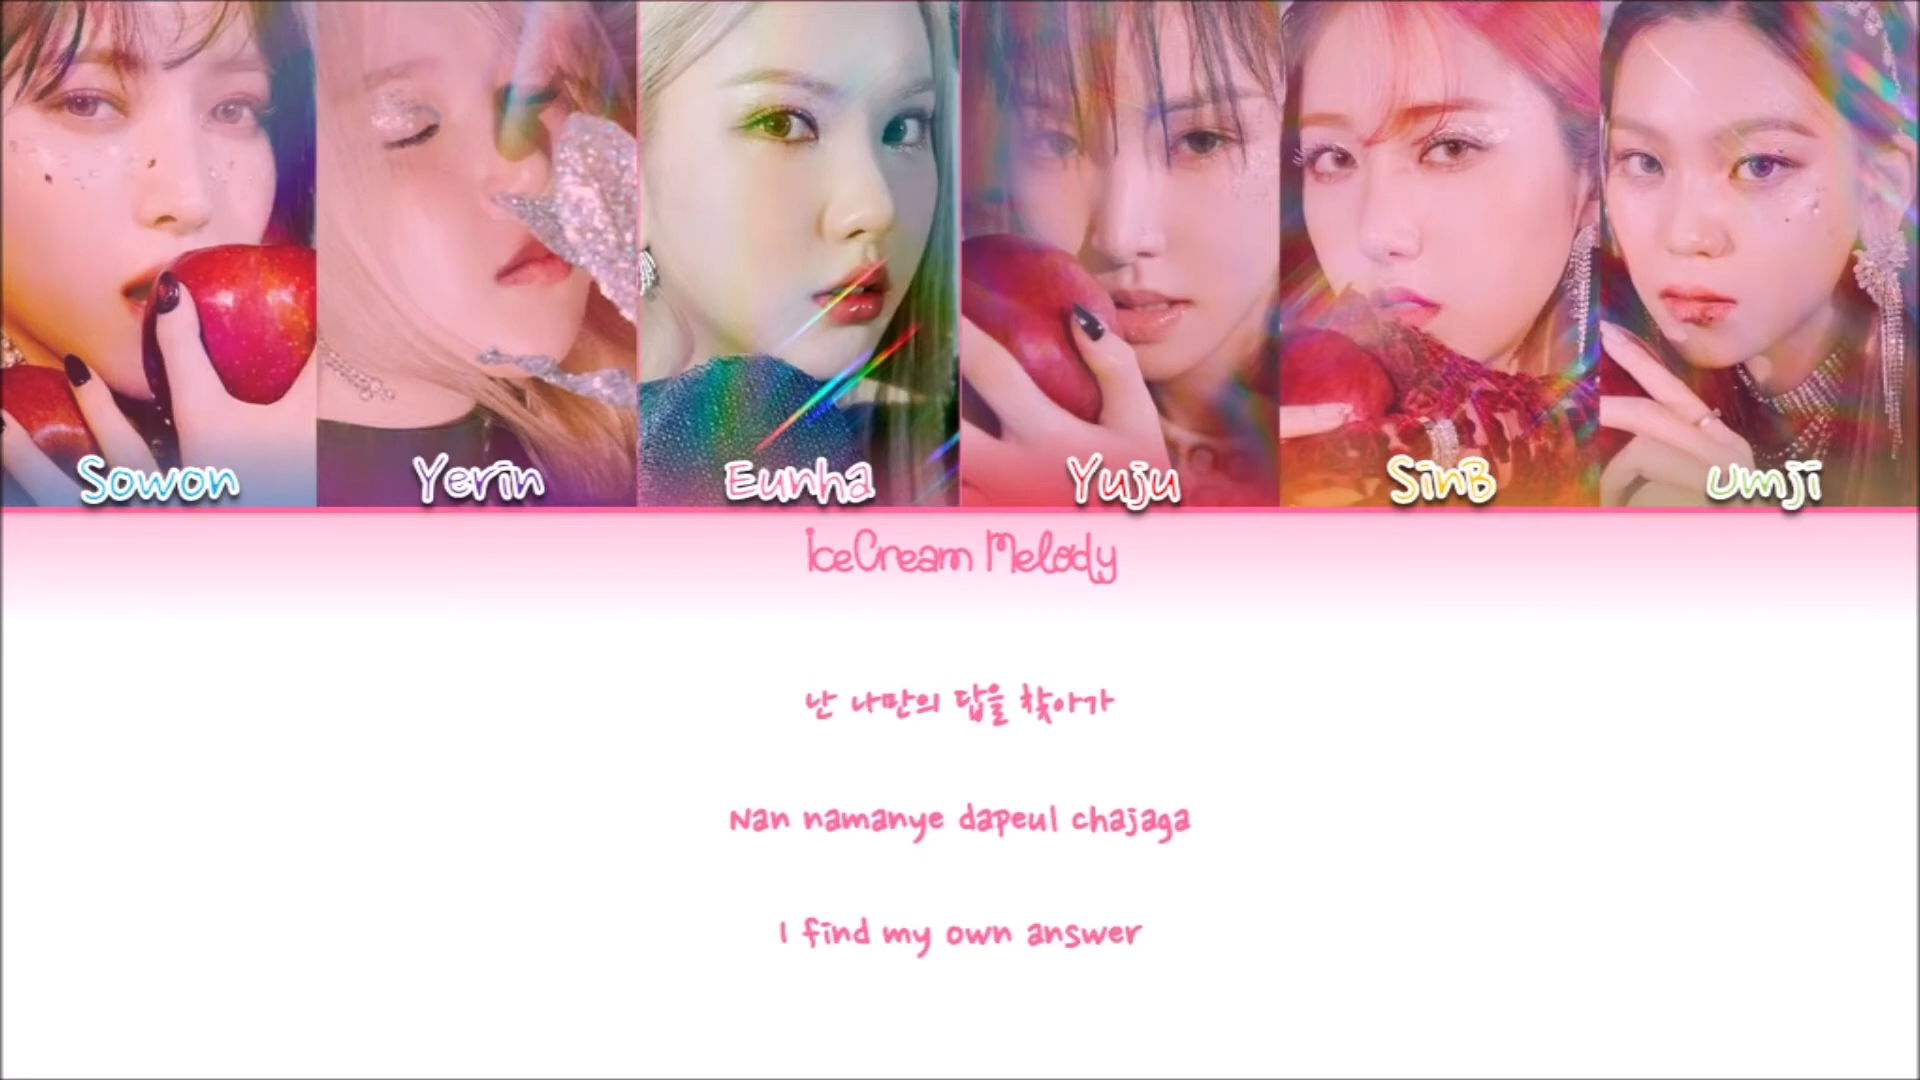 Sowon Yerin Eunha Yuju SinB Umji
IceCream Melody
난 나만의 답을 찾아가
Nan namanye dapeul chajaga
I find my own answer